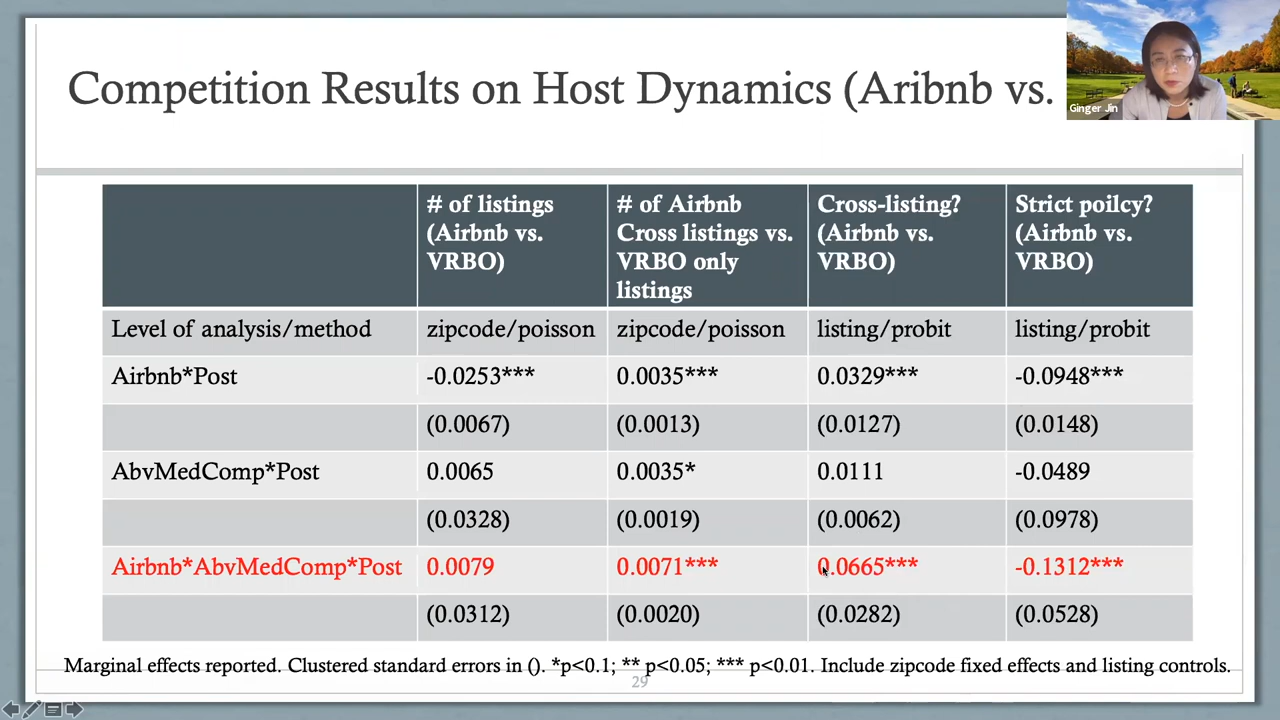 Competition Results on Host Dynamics (Aribnb vs.
Ginger Jin
# of listings (Airbnb vs. VRBO)
# of Airbnb Cross listings vs. VRBO only listings
Cross-listing? (Airbnb vs. VRBO)
Strict poilcy? (Airbnb vs. VRBO)
Level of analysis/method zipcode/poisson zipcode/poisson listing/probit listing/probit
Airbnb*Post -0.0253*** 0.0035*** 0.0329*** -0.0948***
(0.0067) (0.0013) (0.0127) (0.0148)
AbvMedComp*Post 0.0065 0.0035* 0.0111 -0.0489
(0.0328) (0.0019) (0.0062) (0.0978)
Airbnb*AbvMedComp*Post 0.0079 0.0071*** 0.0665*** -0.1312***
(0.0312) (0.0020) (0.0282) (0.0528)
Marginal effects reported. Clustered standard errors in (). *p<0.1; ** p<0.05; *** p<0.01. Include zipcode fixed effects and listing controls.
29